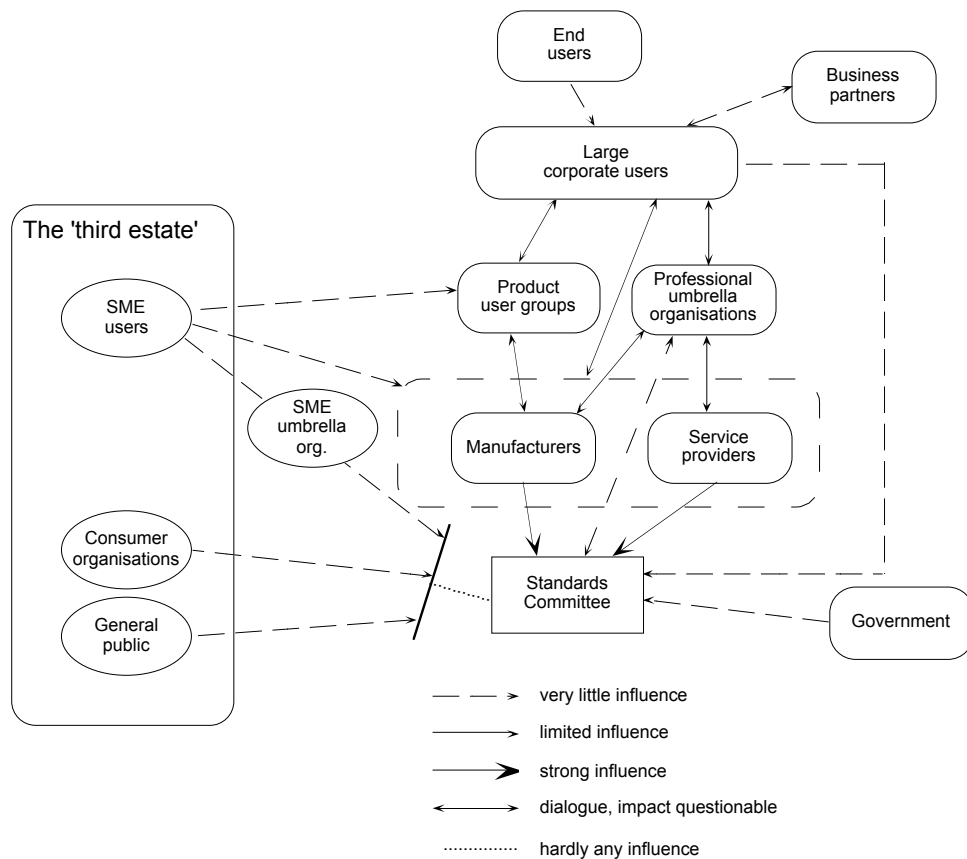 End
users
Business
partners
Large
corporate users
The 'third estate'
SME
users
Product
user groups
Professional
umbrella
organisations
SME
umbrella
org.
Manufacturers
Service
providers
Consumer
organisations
General
public
Standards
Committee
Government
very little influence
limited influence
strong influence
dialogue, impact questionable
hardly any influence